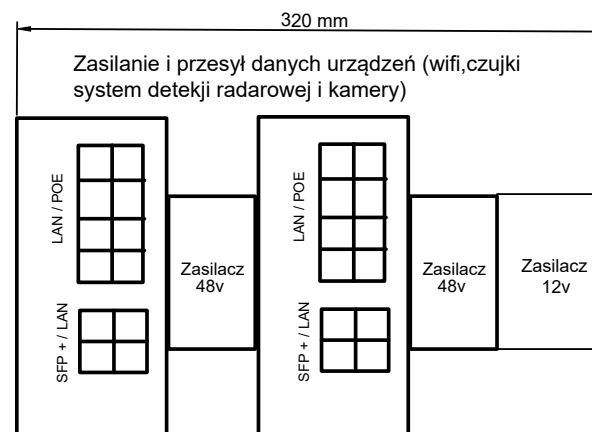 320 mm
Zasilanie i przesył danych urządzeń (wifi,czujki
system detekji radarowej i kamery)
LAN / POE
SFP + / LAN
Zasilacz
48v
LAN / POE
SFP + / LAN
Zasilacz
48v
Zasilacz
12v